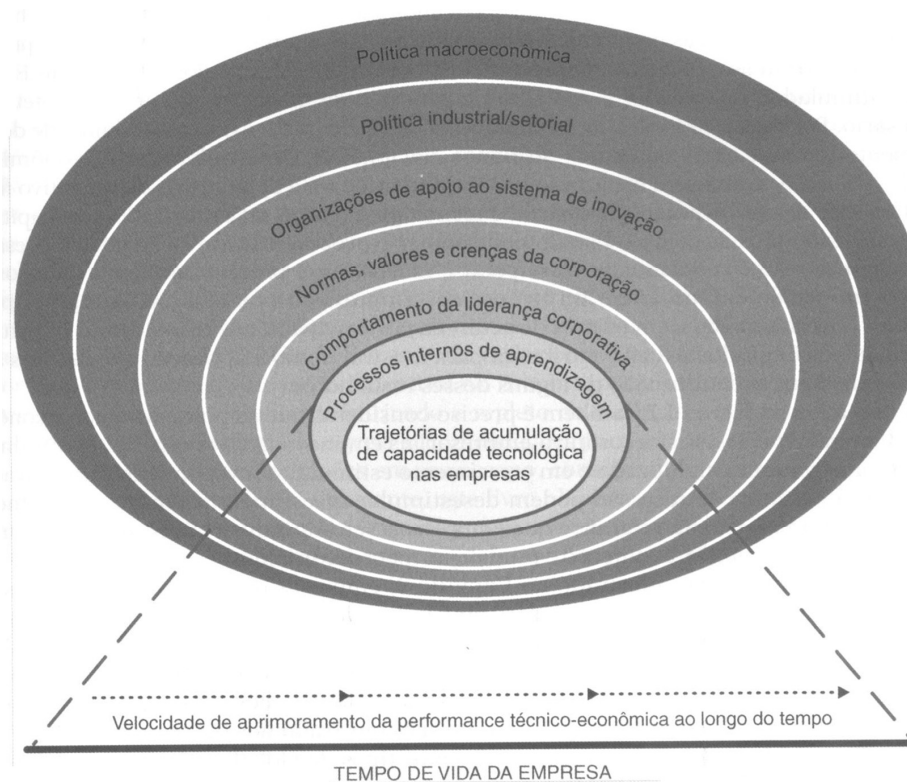 Política macroeconômica
Política industrial/setorial
Organizações de apoio ao sistema de inovação
Normas, valores e crenças da corporação
Comportamento da liderança corporativa
Processos internos de aprendizagem
Trajetórias de acumulação
de capacidade tecnológica
nas empresas
Velocidade de aprimoramento da performance técnico-econômica ao longo do tempo
TEMPO DE VIDA DA EMPRESA